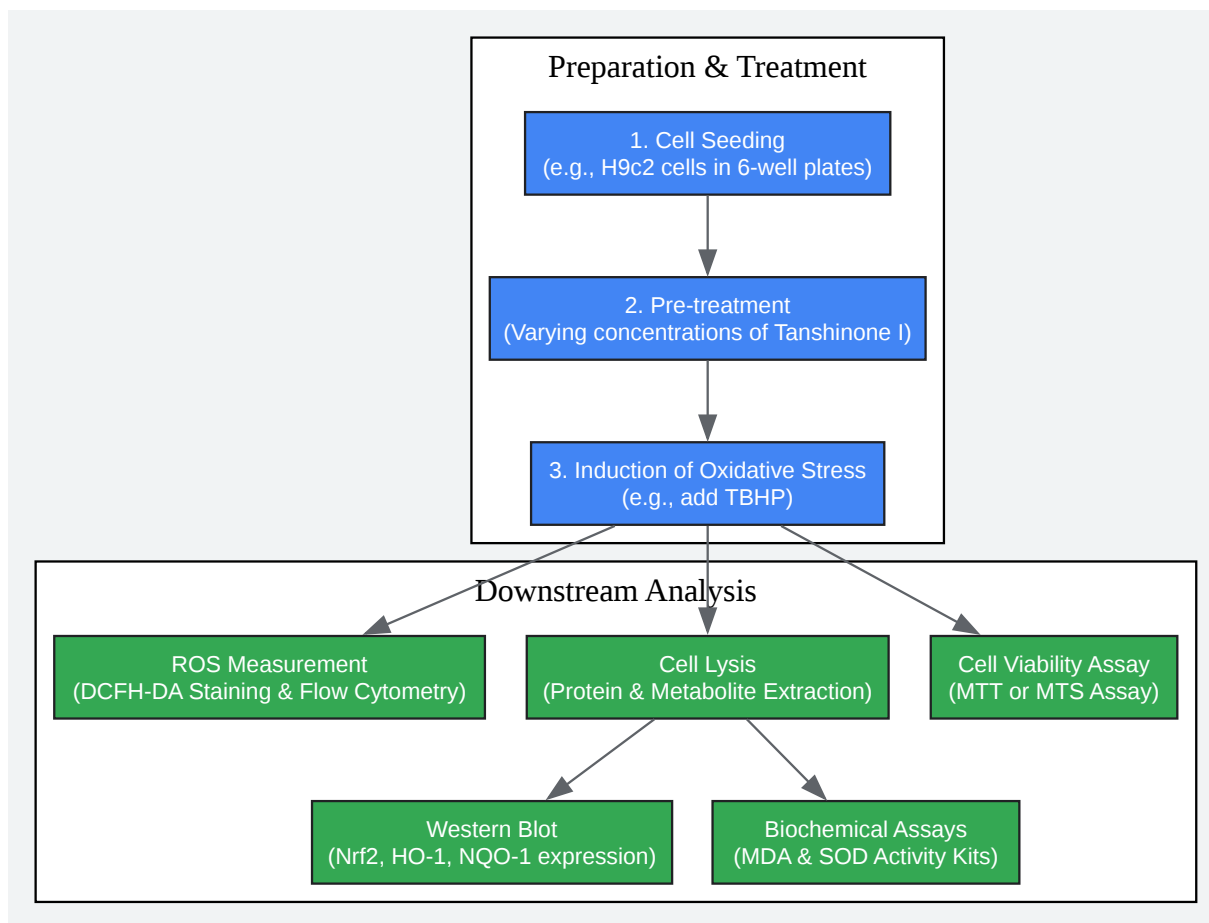 Preparation & Treatment
1. Cell Seeding
(e.g., H9c2 cells in 6-well plates)
2. Pre-treatment
(Varying concentrations of Tanshinone I)
3. Induction of Oxidative Stress
(e.g., add TBHP)
Downstream Analysis
ROS Measurement
(DCFH-DA Staining & Flow Cytometry)
Cell Lysis
(Protein & Metabolite Extraction)
Cell Viability Assay
(MTT or MTS Assay)
Western Blot
(Nrf2, HO-1, NQO-1 expression)
Biochemical Assays
(MDA & SOD Activity Kits)